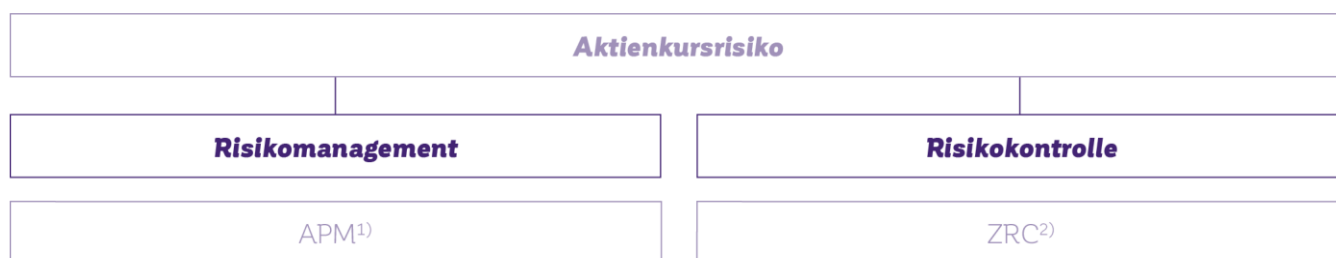 Aktienkursrisiko
Risikomanagement
Risikokontrolle
APM¹⁾
ZRC²⁾